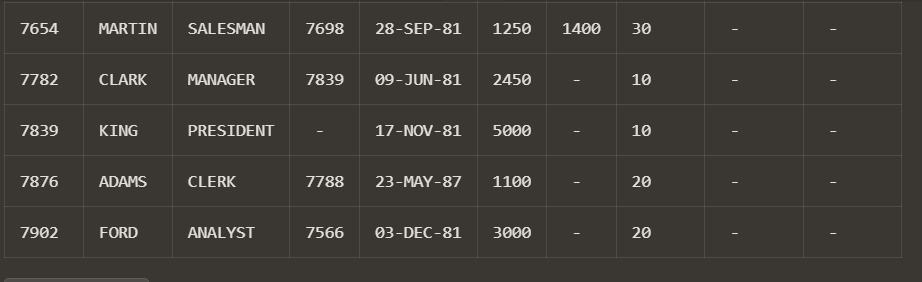 7654 MARTIN SALESMAN 7698 28-SEP-81 1250 1400 30 - -
7782 CLARK MANAGER 7839 09-JUN-81 2450 - 10 - -
7839 KING PRESIDENT - 17-NOV-81 5000 - 10 - -
7876 ADAMS CLERK 7788 23-MAY-87 1100 - 20 - -
7902 FORD ANALYST 7566 03-DEC-81 3000 - 20 - -